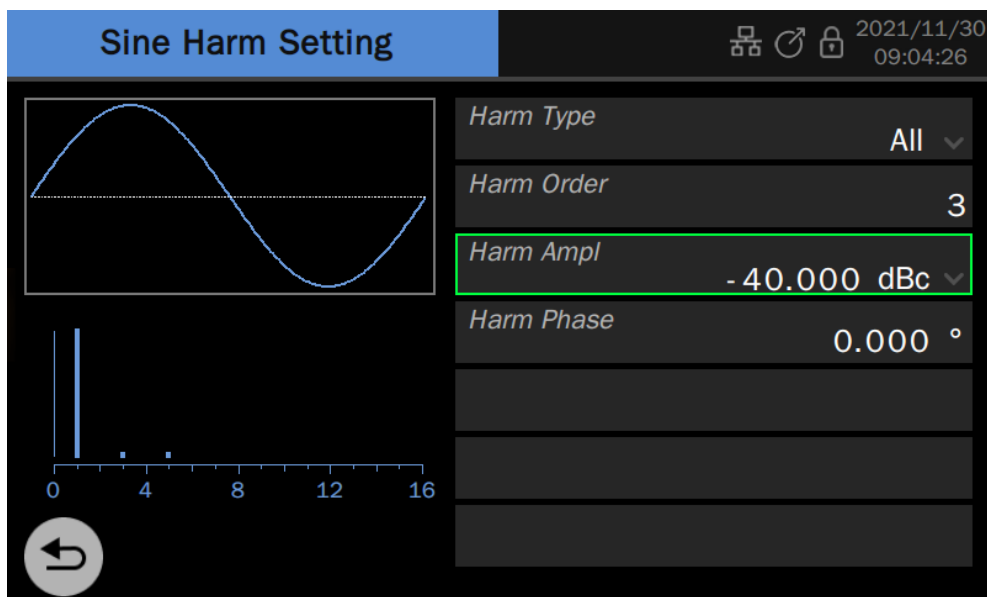 Sine Harm Setting
2021/11/30
09:04:26
Harm Type
All
Harm Order
3
Harm Ampl
-40.000 dBc
Harm Phase
0.000 °
0 4 8 12 16